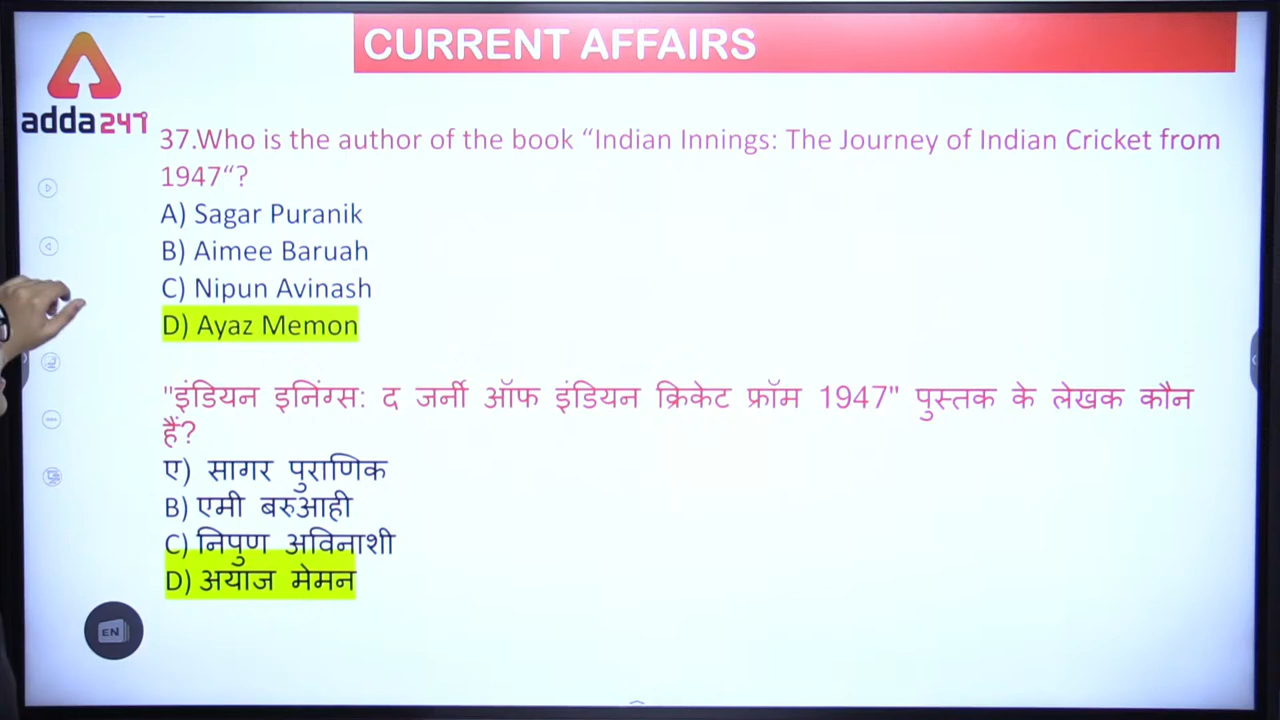 CURRENT AFFAIRS
adda247
37.Who is the author of the book “Indian Innings: The Journey of Indian Cricket from
1947“?
A) Sagar Puranik
B) Aimee Baruah
C) Nipun Avinash
D) Ayaz Memon
"इंडियन इनिंग्स: द जर्नी ऑफ इंडियन क्रिकेट फ्रॉम 1947" पुस्तक के लेखक कौन
हैं?
ए) सागर पुराणिक
B) एमी बरुआही
C) निपुण अविनाशी
D) अयाज मेमन
EN